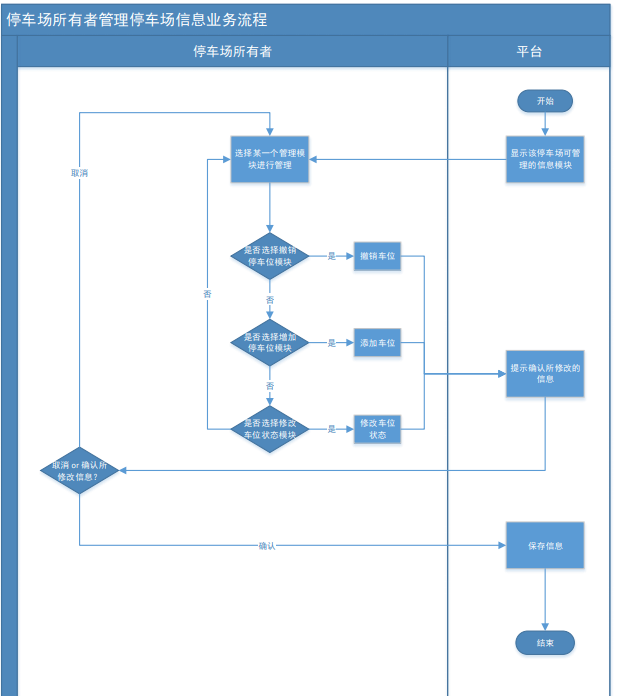 停车场所有者管理停车场信息业务流程
停车场所有者
平台
开始
选择某一个管理模
块进行管理
显示该停车场可管
理的信息模块
取消
是否选择撤销
停车位模块
是
撤销车位
否
否
是否选择增加
停车位模块
是
添加车位
提示确认所修改的
信息
否
是否选择修改
车位状态模块
是
修改车位
状态
取消 or 确认所
修改信息？
确认
保存信息
结束